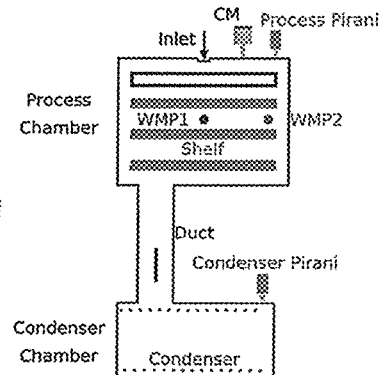 CM
Process Pirani
Inlet
Process
Chamber
WMP1
WMP2
Shelf
Duct
Condenser Pirani
Condenser
Chamber
Condenser